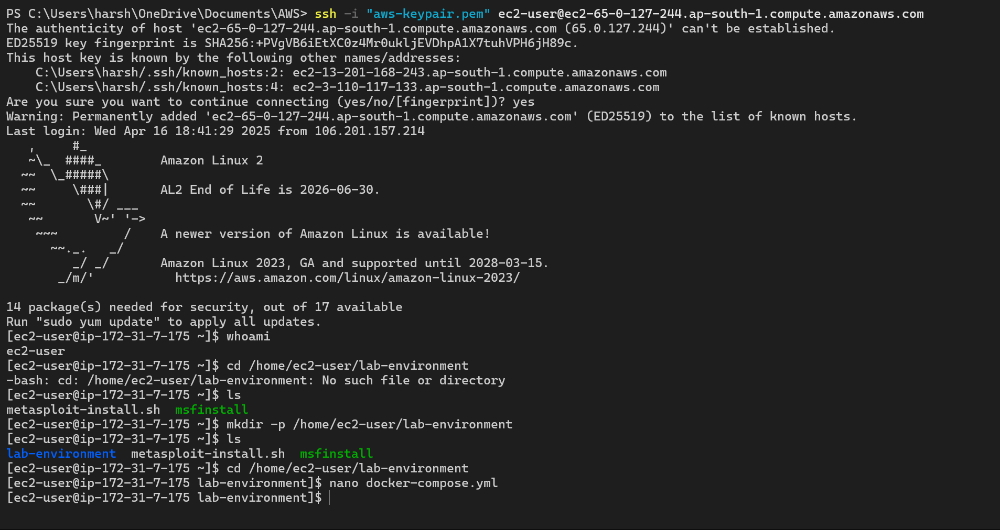 PS C:\Users\harsh\OneDrive\Documents\AWS> ssh -i "aws-keypair.pem" ec2-user@ec2-65-0-127-244.ap-south-1.compute.amazonaws.com
The authenticity of host 'ec2-65-0-127-244.ap-south-1.compute.amazonaws.com (65.0.127.244)' can't be established.
ED25519 key fingerprint is SHA256:+PVgVB6iEtXC0z4Mr0ukljEVDhpA1X7tuhVPH6jH89c.
This host key is known by the following other names/addresses:
    C:\Users\harsh/.ssh/known_hosts:2: ec2-13-201-168-243.ap-south-1.compute.amazonaws.com
    C:\Users\harsh/.ssh/known_hosts:4: ec2-3-110-117-133.ap-south-1.compute.amazonaws.com
Are you sure you want to continue connecting (yes/no/[fingerprint])? yes
Warning: Permanently added 'ec2-65-0-127-244.ap-south-1.compute.amazonaws.com' (ED25519) to the list of known hosts.
Last login: Wed Apr 16 18:41:29 2025 from 106.201.157.214
   ,     #_
   ~\_  ####_        Amazon Linux 2
  ~~  \_#####\
  ~~     \###|       AL2 End of Life is 2026-06-30.
  ~~       \#/ ___
   ~~       V~' '->
    ~~~         /    A newer version of Amazon Linux is available!
      ~~._.   _/
         _/ _/       Amazon Linux 2023, GA and supported until 2028-03-15.
       _/m/'           https://aws.amazon.com/linux/amazon-linux-2023/
14 package(s) needed for security, out of 17 available
Run "sudo yum update" to apply all updates.
[ec2-user@ip-172-31-7-175 ~]$ whoami
ec2-user
[ec2-user@ip-172-31-7-175 ~]$ cd /home/ec2-user/lab-environment
-bash: cd: /home/ec2-user/lab-environment: No such file or directory
[ec2-user@ip-172-31-7-175 ~]$ ls
metasploit-install.sh  msfinstall
[ec2-user@ip-172-31-7-175 ~]$ mkdir -p /home/ec2-user/lab-environment
[ec2-user@ip-172-31-7-175 ~]$ ls
lab-environment  metasploit-install.sh  msfinstall
[ec2-user@ip-172-31-7-175 ~]$ cd /home/ec2-user/lab-environment
[ec2-user@ip-172-31-7-175 lab-environment]$ nano docker-compose.yml
[ec2-user@ip-172-31-7-175 lab-environment]$